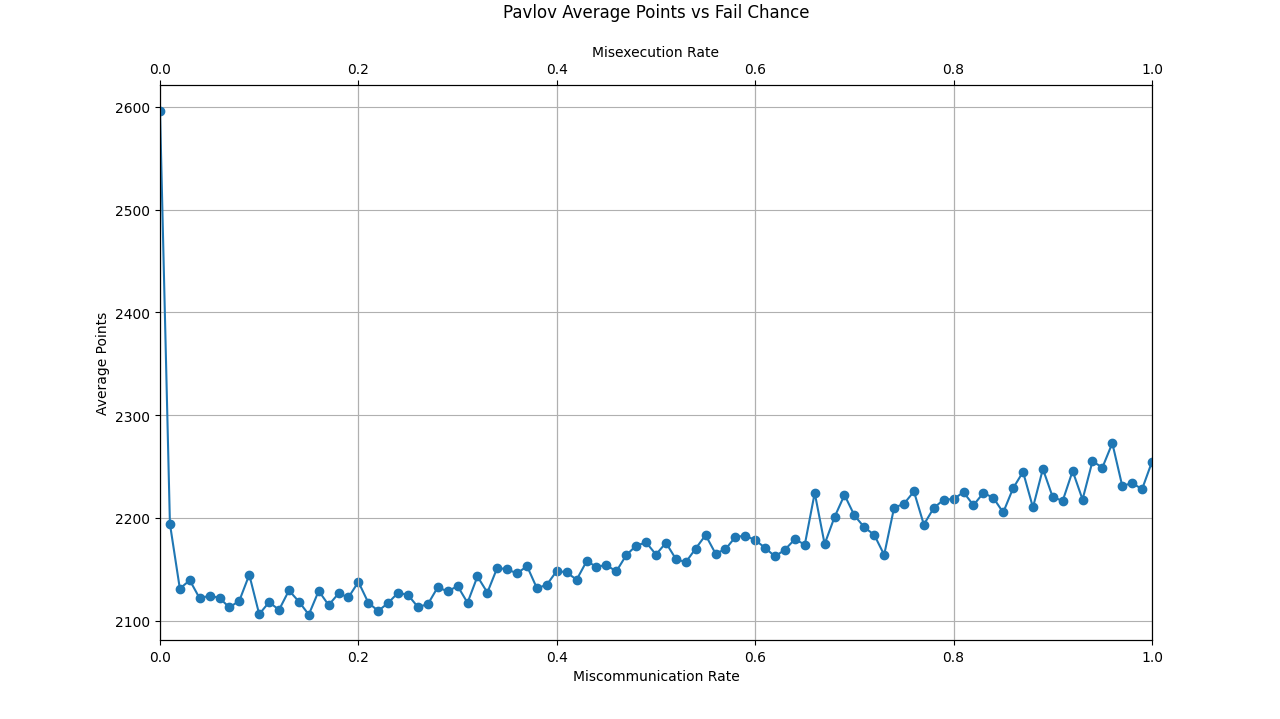 Pavlov Average Points vs Fail Chance
Misexecution Rate
0.0 0.2 0.4 0.6 0.8 1.0
2600
2500
2400
2300
2200
2100
Average Points
0.0 0.2 0.4 0.6 0.8 1.0
Miscommunication Rate